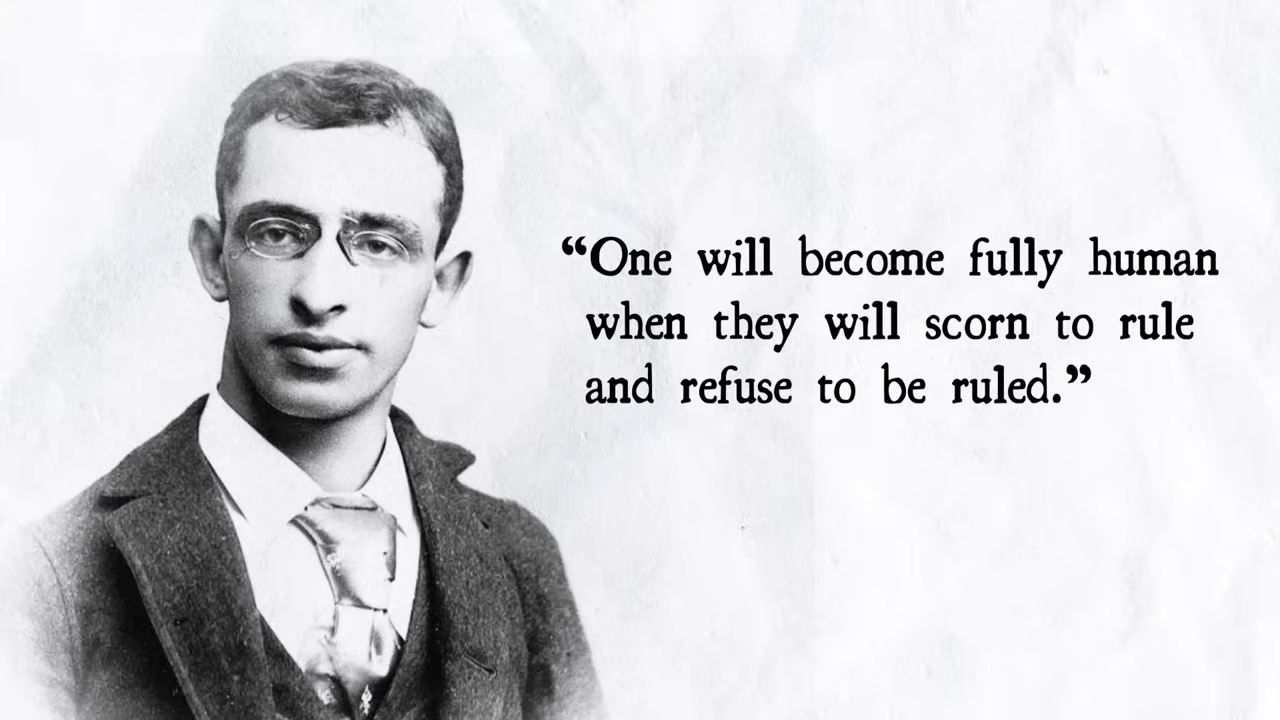 “One will become fully human
when they will scorn to rule
and refuse to be ruled.”